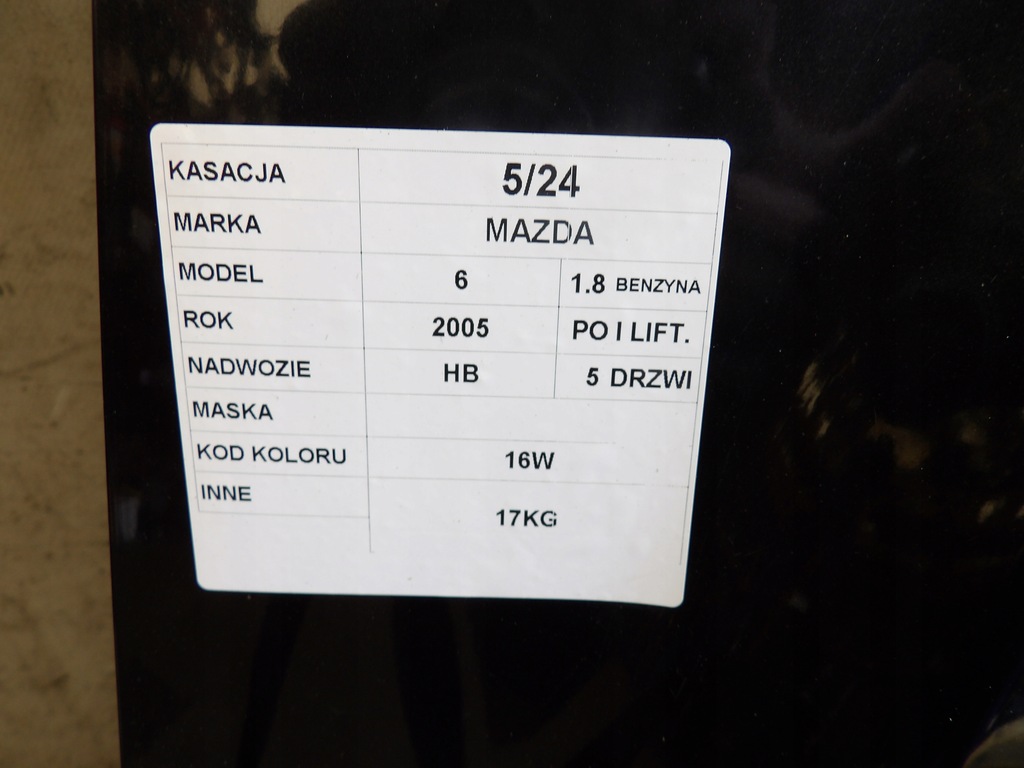 KASACJA 5/24
MARKA MAZDA
MODEL 6 1.8 BENZYNA
ROK 2005 PO I LIFT.
NADWOZIE HB 5 DRZWI
MASKA
KOD KOLORU 16W
INNE 17KG